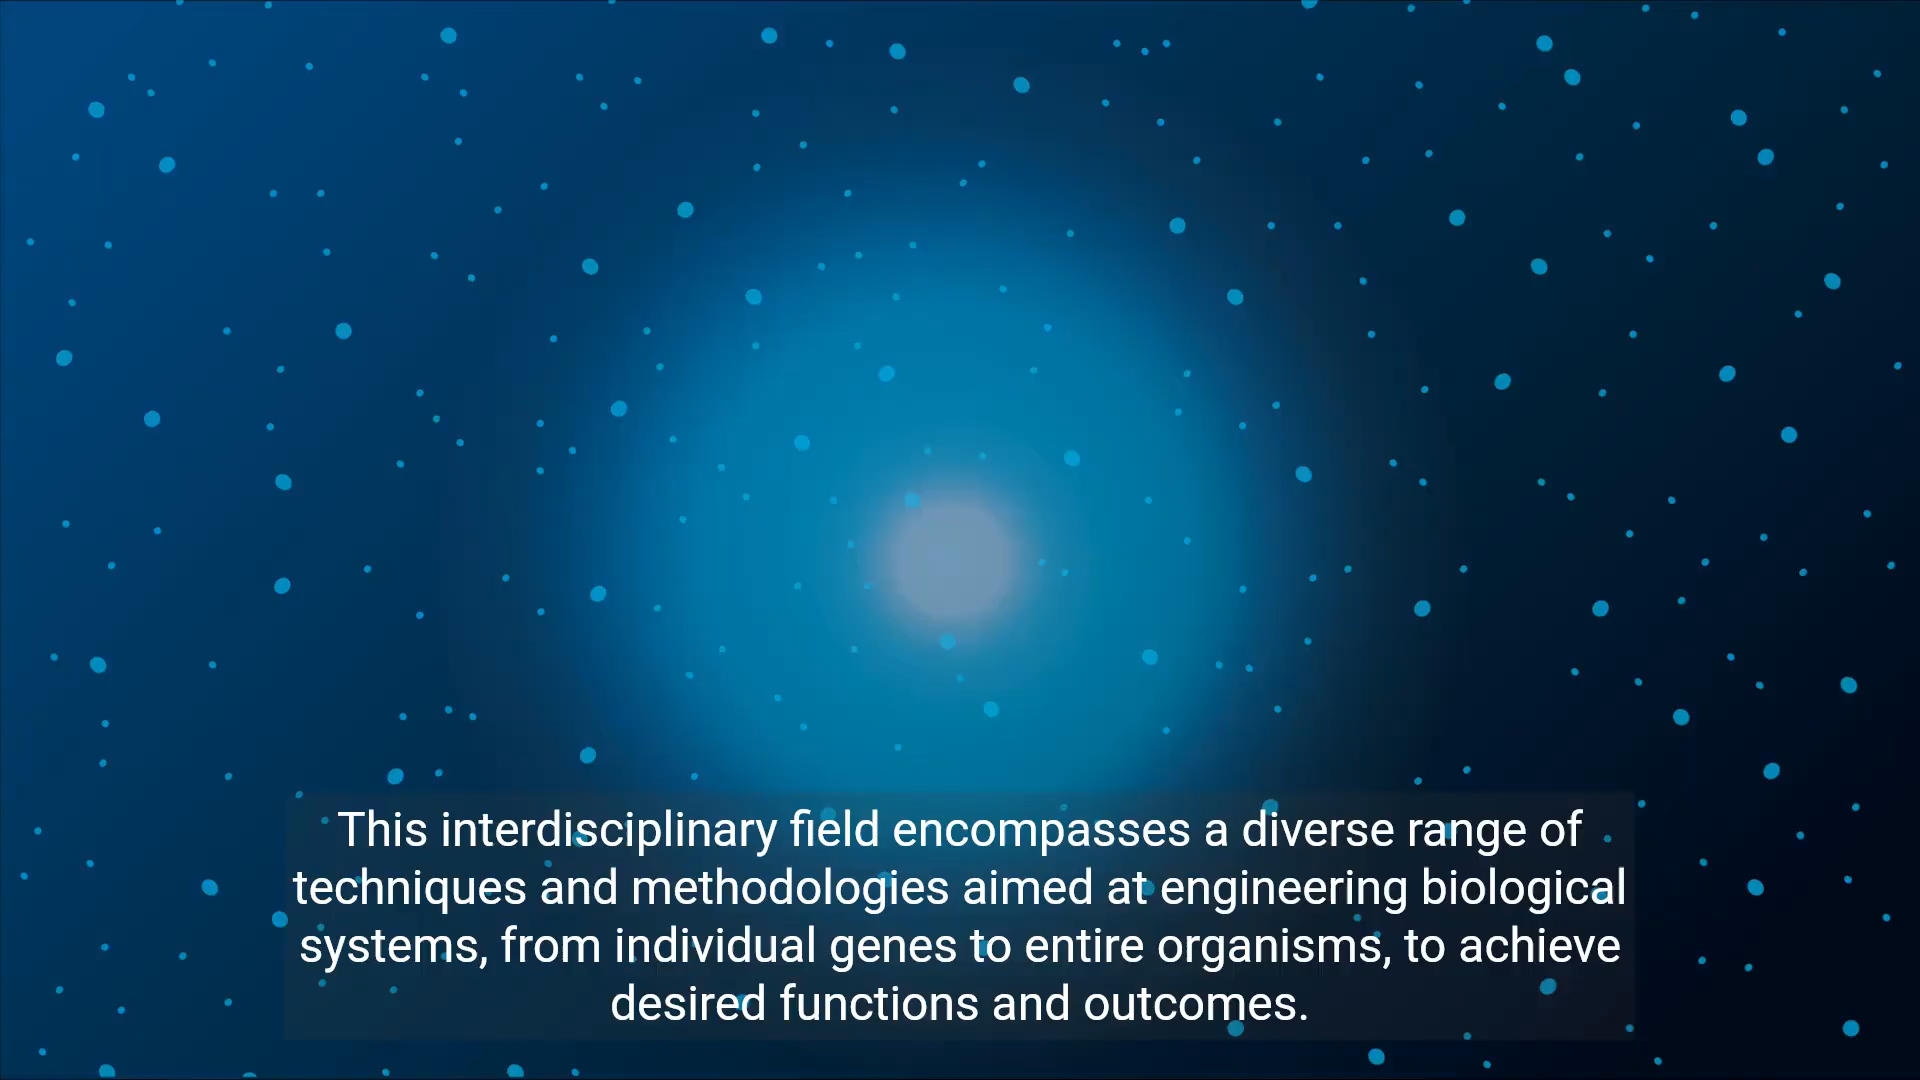 This interdisciplinary field encompasses a diverse range of
techniques and methodologies aimed at engineering biological
systems, from individual genes to entire organisms, to achieve
desired functions and outcomes.